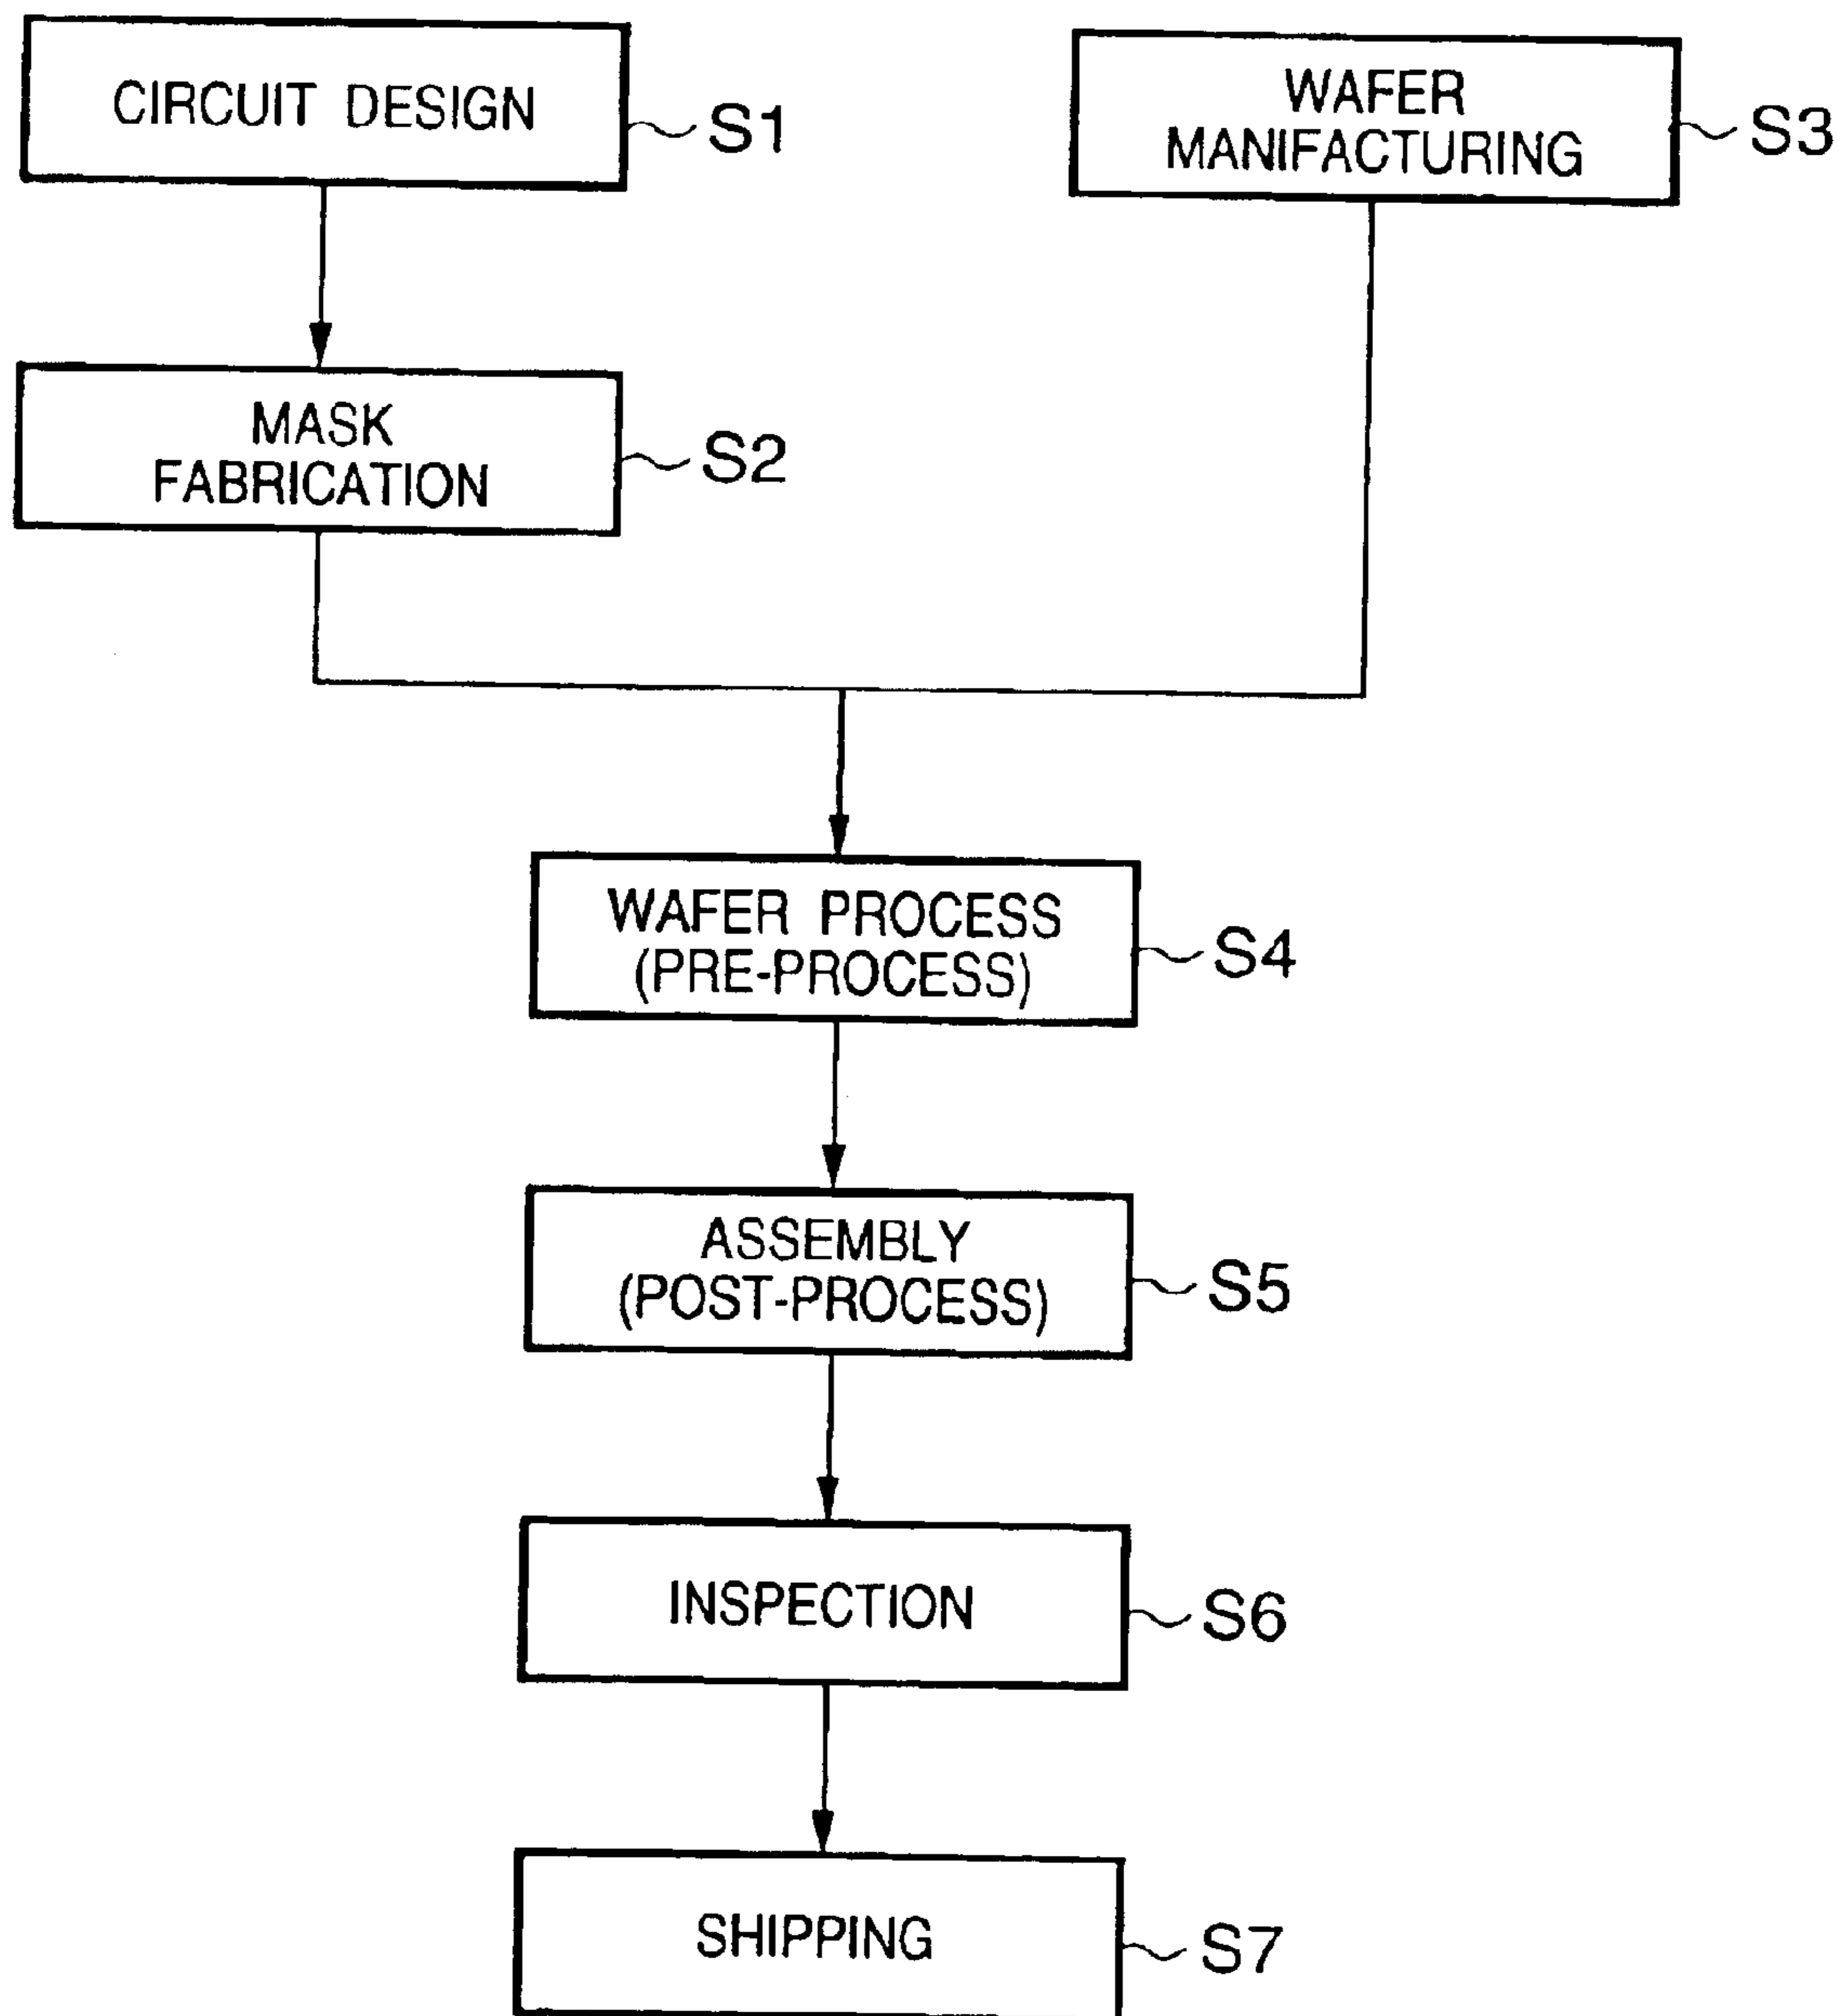 CIRCUIT DESIGN
S1
WAFER
MANIFACTURING
S3
MASK
FABRICATION
S2
WAFER PROCESS
(PRE-PROCESS)
S4
ASSEMBLY
(POST-PROCESS)
S5
INSPECTION
S6
SHIPPING
S7